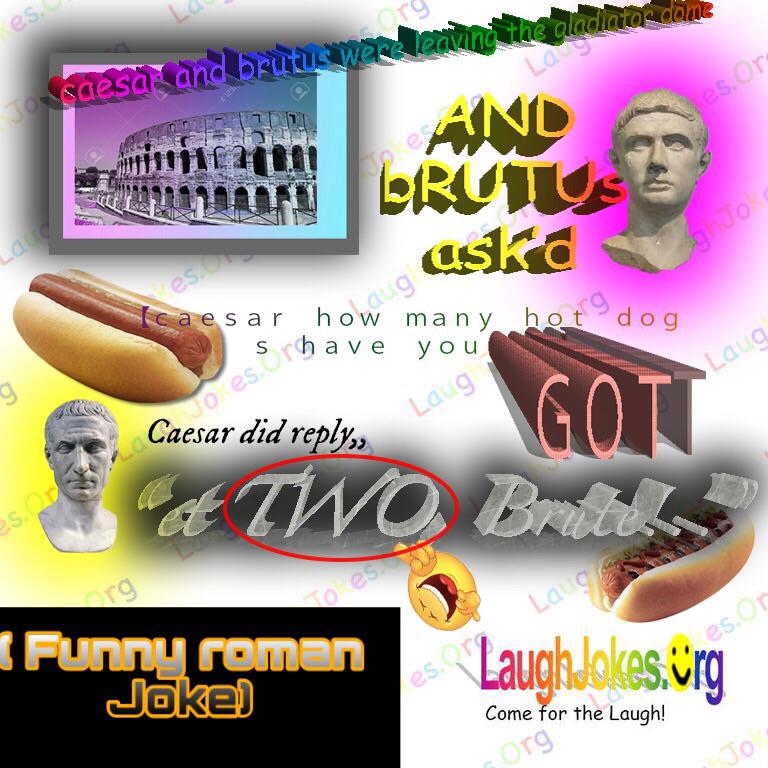 caesar and brutus were leaving the gladiator dome
AND
bRUTUs
ask'd
【caesar how many hot dog
s have you
GOT
Caesar did reply,,
"et TWO, Brute!..."
( Funny roman
Joke)
LaughJokes.Org
Come for the Laugh!